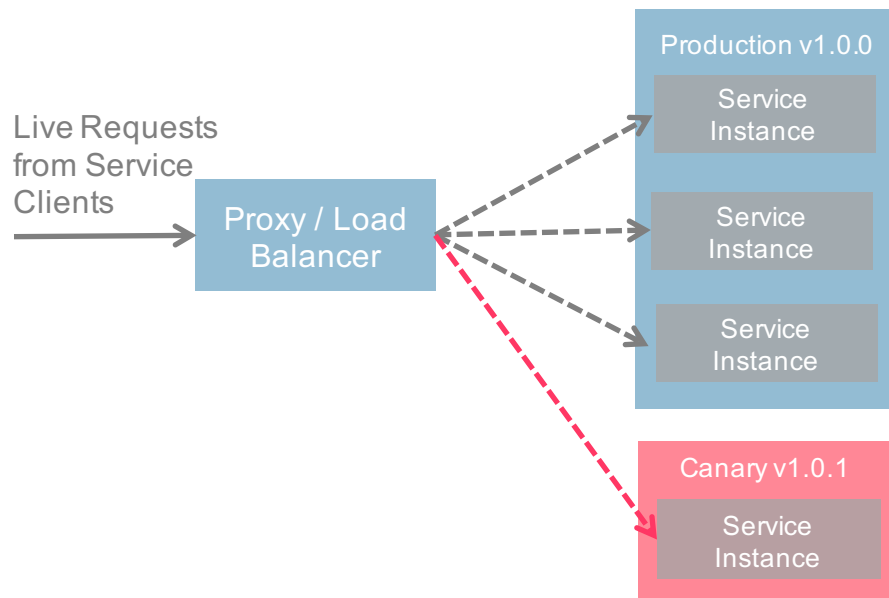 Live Requests
from Service
Clients
Proxy / Load
Balancer
Production v1.0.0
Service
Instance
Service
Instance
Service
Instance
Canary v1.0.1
Service
Instance